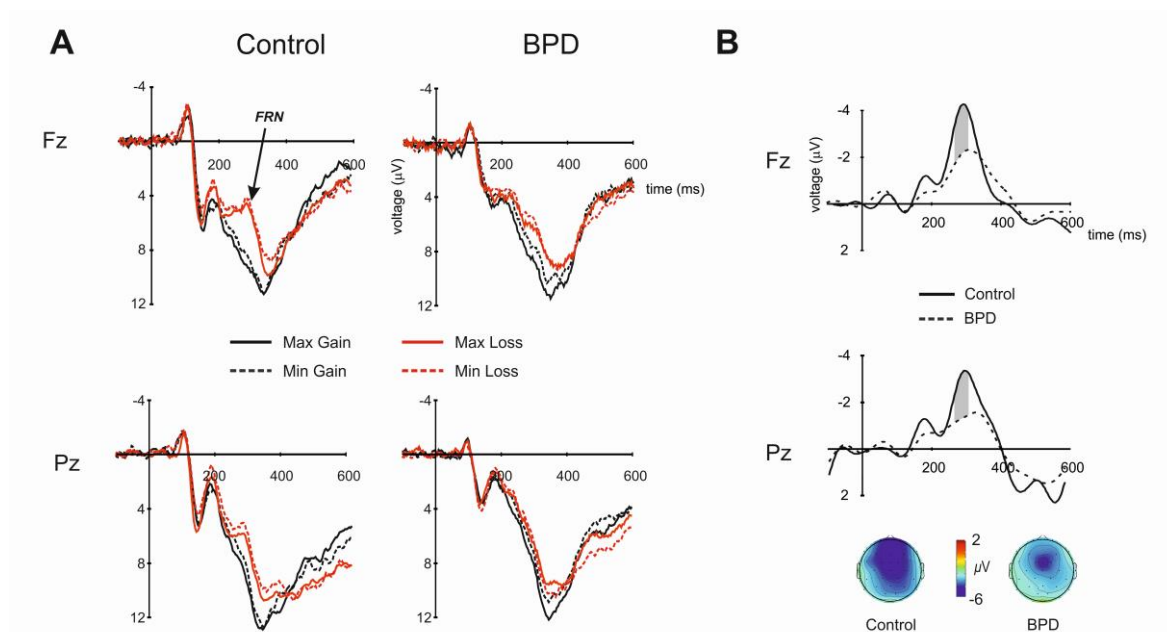 A
Control
BPD
B
-4
FRN
Fz
200
400
600
4
8
12
-4
200
400
600
time (ms)
voltage (µV)
4
8
12
Max Gain
Max Loss
Min Gain
Min Loss
-4
Pz
200
400
600
4
8
12
-4
200
400
600
4
8
12
-4
Fz
-2
voltage (µV)
200
400
600
time (ms)
2
Control
BPD
-4
-2
Pz
200
400
600
2
2
µV
-6
Control
BPD